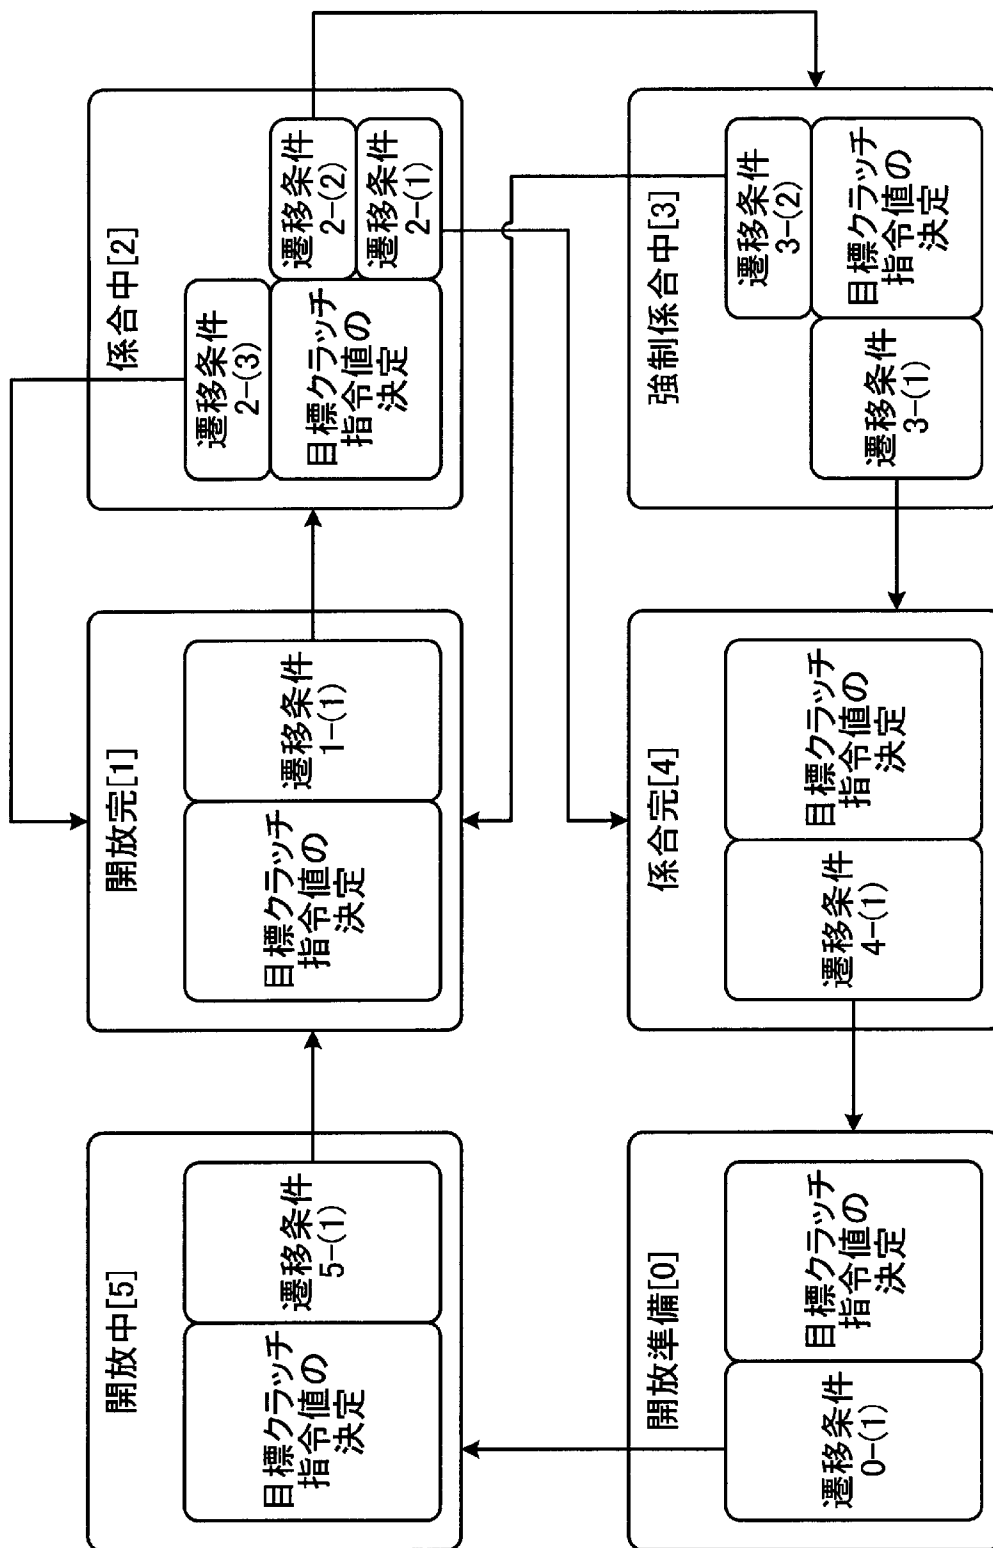 開放中[5]
目標クラッチ
指令値の
決定
遷移条件
5-(1)
開放完[1]
目標クラッチ
指令値の
決定
遷移条件
1-(1)
係合中[2]
遷移条件
2-(3)
目標クラッチ
指令値の
決定
遷移条件
2-(2)
遷移条件
2-(1)
開放準備[0]
遷移条件
0-(1)
目標クラッチ
指令値の
決定
係合完[4]
遷移条件
4-(1)
目標クラッチ
指令値の
決定
強制係合中[3]
遷移条件
3-(1)
遷移条件
3-(2)
目標クラッチ
指令値の
決定